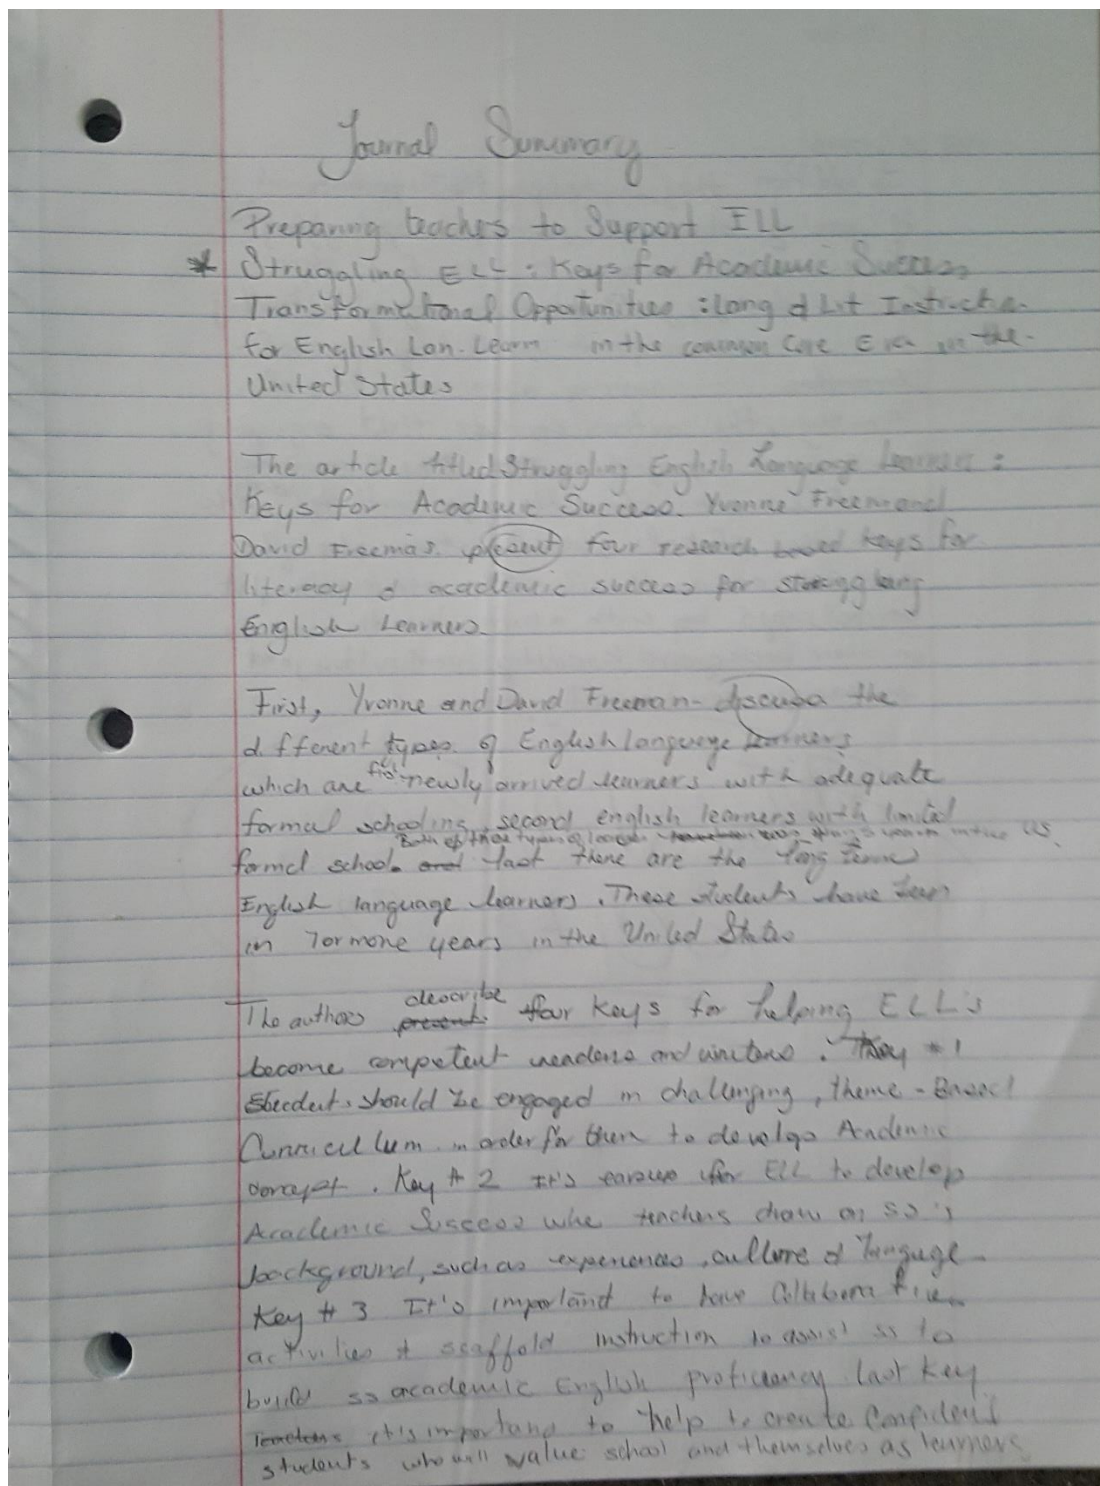 Journal Summary
Preparing teachers to Support ELL
* Struggling ELL : Keys for Academic Success
Transformational Opportunities : Lang & Lit Instruction
for English Lan. Learn in the common Core Era in the
United States
The article titled Struggling English Language Learners :
Keys for Academic Success. Yvonne Freeman and
David Freeman. present four research based keys for
literacy & academic success for struggling
English Learners.
First, Yvonne and David Freeman discuss the
different types of English language learners
which are first newly arrived learners with adequate
formal schooling, second english learners with limited
Both of these types of learners years in the US.
formal school. and last there are the long term
English language learners. These students have been
in 7 or more years in the United States
The authors present describe four Keys for helping ELL's
become competent readers and writers. Key #1
Students should be engaged in challenging, theme-Based
Curriculum in order for them to develop Academic
concept. Key #2 It's easier for ELL to develop
Academic Success whe teachers draw on ss's
background, such as experiences, culture & language.
Key #3 It's important to have Collaborative
activities & scaffold instruction to assist ss to
build ss academic English proficiency. last key
Teachers it's important to help to create Confident
students who will value school and themselves as learners